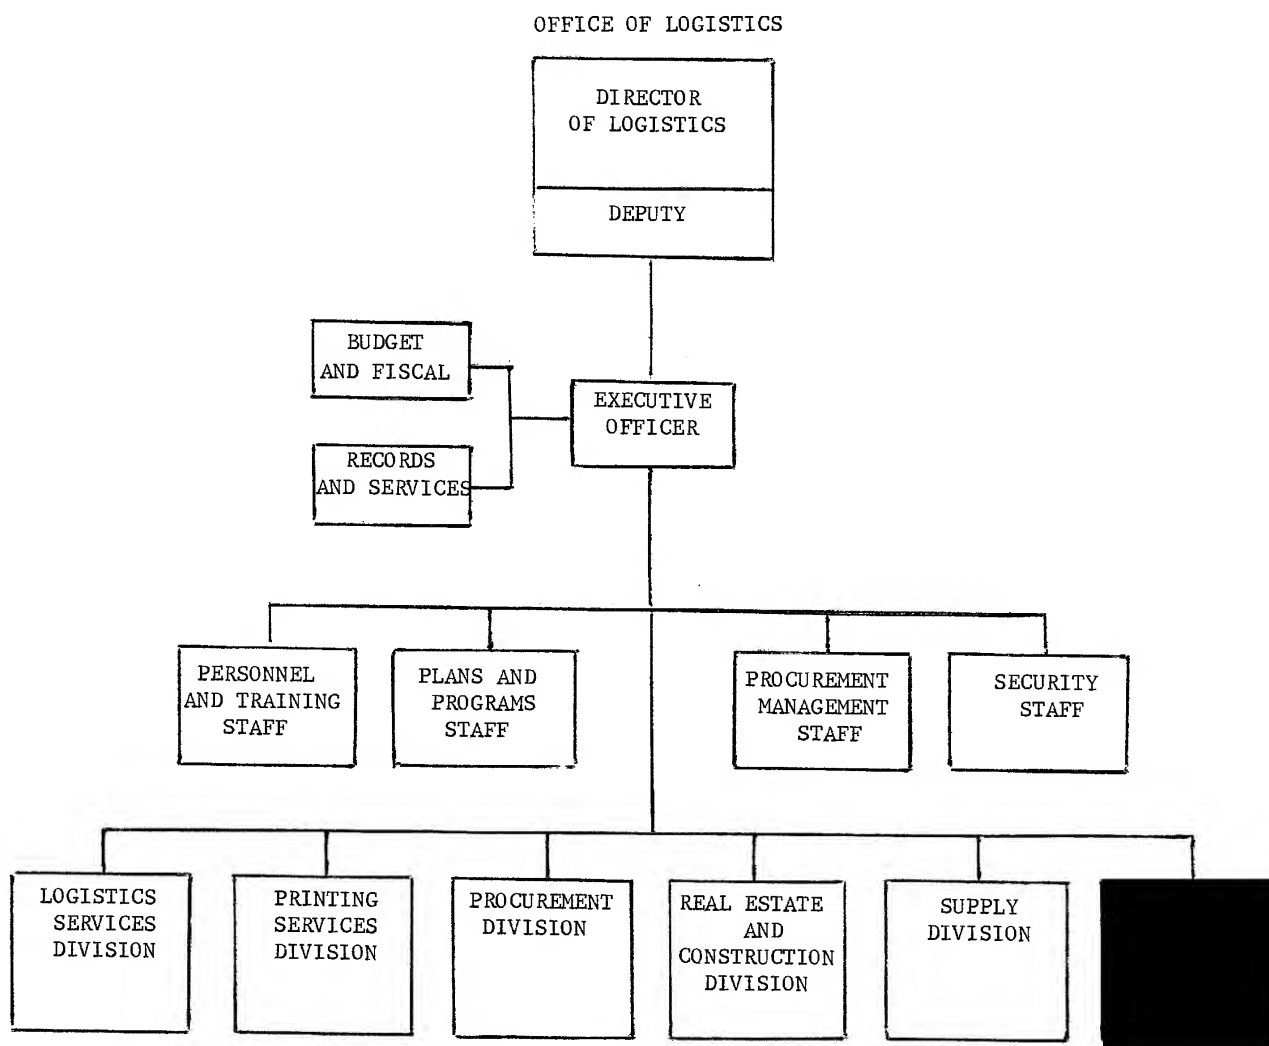 OFFICE OF LOGISTICS
DIRECTOR
OF LOGISTICS
DEPUTY
BUDGET
AND FISCAL
EXECUTIVE
OFFICER
RECORDS
AND SERVICES
PERSONNEL
AND TRAINING
STAFF
PLANS AND
PROGRAMS
STAFF
PROCUREMENT
MANAGEMENT
STAFF
SECURITY
STAFF
LOGISTICS
SERVICES
DIVISION
PRINTING
SERVICES
DIVISION
PROCUREMENT
DIVISION
REAL ESTATE
AND
CONSTRUCTION
DIVISION
SUPPLY
DIVISION